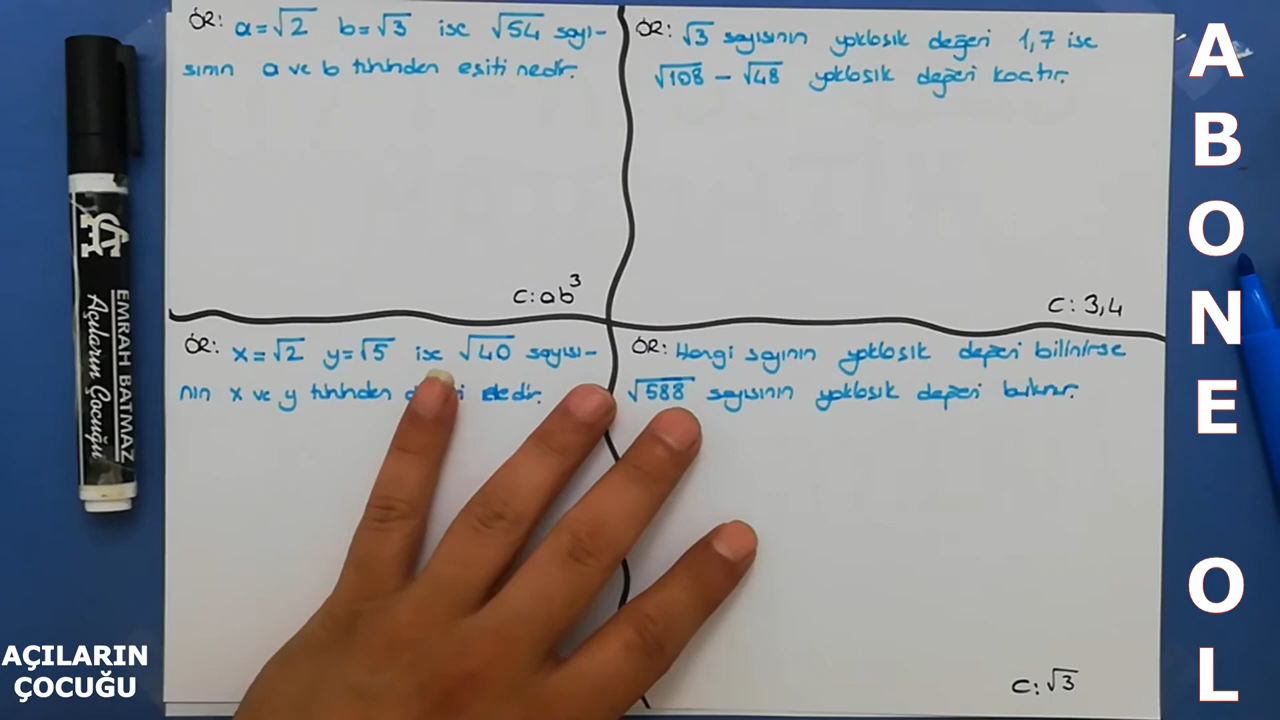 ÖR: a=√2 b=√3 ise √54 sayı-
sının a ve b türünden eşiti nedir.
C: ab³
ÖR: √3 sayısının yaklaşık değeri 1,7 ise
√108 - √48 yaklaşık değeri kaçtır.
C: 3,4
ÖR: x=√2 y=√5 ise √40 sayısı-
nın x ve y türünden nedir.
ÖR: Hangi sayının yaklaşık değeri bilinirse
√588 sayısının yaklaşık değeri bulunur.
C: √3
EMRAH BATMAZ
Açıların Çocuğu
AÇILARIN
ÇOCUĞU
ABONE
OL